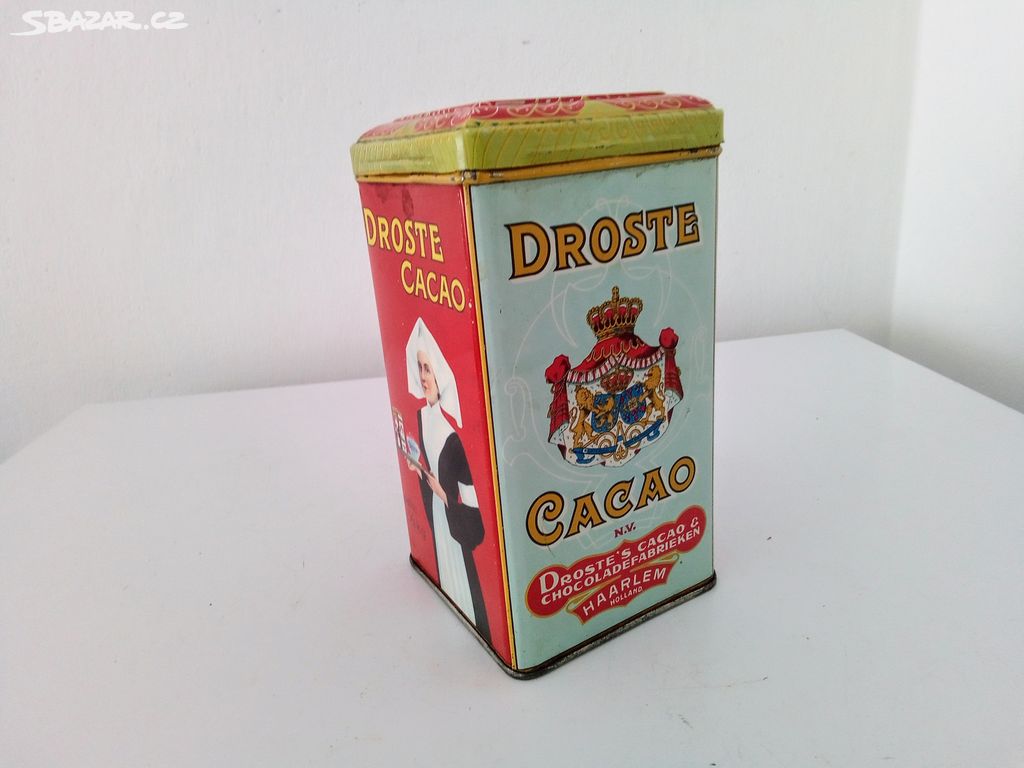 SBAZAR.CZ
DROSTE
CACAO
DROSTE
CACAO
N.V.
DROSTE'S CACAO &
CHOCOLADEFABRIEKEN
HAARLEM
HOLLAND